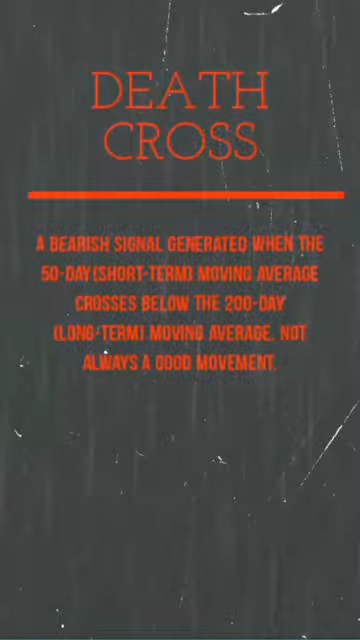 DEATH
CROSS
A BEARISH SIGNAL GENERATED WHEN THE
50-DAY (SHORT-TERM) MOVING AVERAGE
CROSSES BELOW THE 200-DAY
(LONG-TERM) MOVING AVERAGE. NOT
ALWAYS A GOOD MOVEMENT.